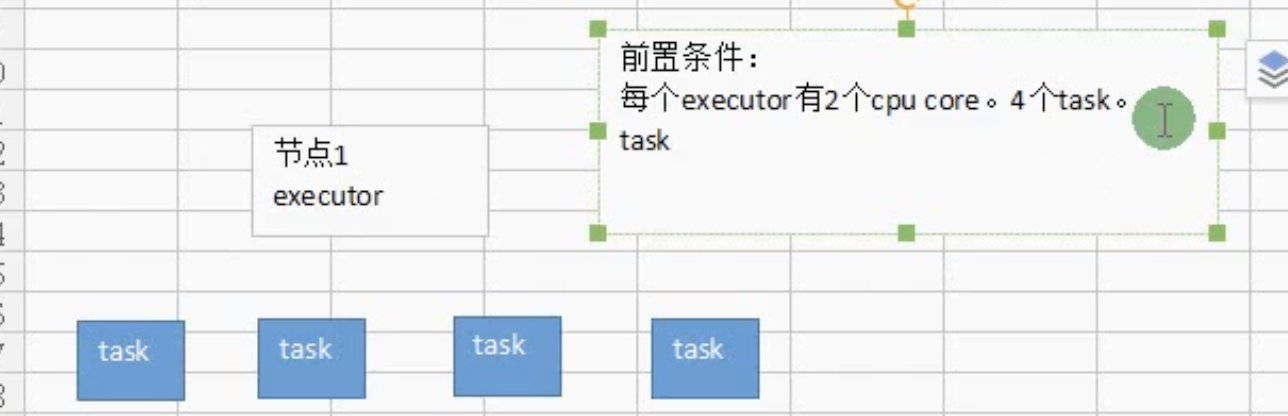 前置条件：
每个executor有2个cpu core。4个task。
task
节点1
executor
task
task
task
task